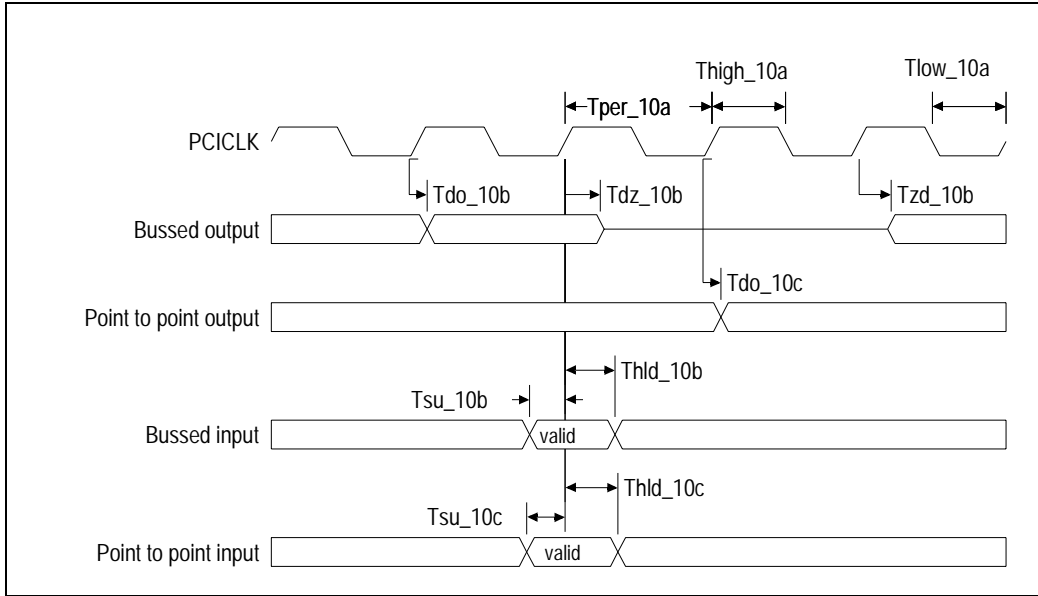 Thigh_10a
Tlow_10a
Tper_10a
PCICLK
Tdo_10b
Tdz_10b
Tzd_10b
Bussed output
Tdo_10c
Point to point output
Thld_10b
Tsu_10b
Bussed input
valid
Thld_10c
Tsu_10c
Point to point input
valid